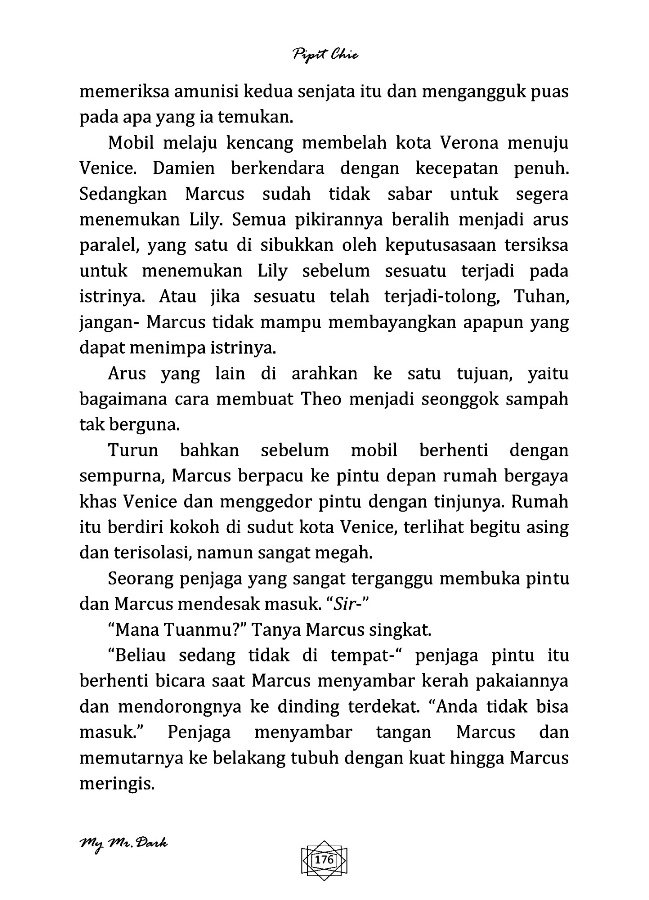 Pipit Chie
memeriksa amunisi kedua senjata itu dan mengangguk puas
pada apa yang ia temukan.
Mobil melaju kencang membelah kota Verona menuju
Venice. Damien berkendara dengan kecepatan penuh.
Sedangkan Marcus sudah tidak sabar untuk segera
menemukan Lily. Semua pikirannya beralih menjadi arus
paralel, yang satu di sibukkan oleh keputusasaan tersiksa
untuk menemukan Lily sebelum sesuatu terjadi pada
istrinya. Atau jika sesuatu telah terjadi-tolong, Tuhan,
jangan- Marcus tidak mampu membayangkan apapun yang
dapat menimpa istrinya.
Arus yang lain di arahkan ke satu tujuan, yaitu
bagaimana cara membuat Theo menjadi seonggok sampah
tak berguna.
Turun bahkan sebelum mobil berhenti dengan
sempurna, Marcus berpacu ke pintu depan rumah bergaya
khas Venice dan menggedor pintu dengan tinjunya. Rumah
itu berdiri kokoh di sudut kota Venice, terlihat begitu asing
dan terisolasi, namun sangat megah.
Seorang penjaga yang sangat terganggu membuka pintu
dan Marcus mendesak masuk. “Sir-”
“Mana Tuanmu?” Tanya Marcus singkat.
“Beliau sedang tidak di tempat-“ penjaga pintu itu
berhenti bicara saat Marcus menyambar kerah pakaiannya
dan mendorongnya ke dinding terdekat. “Anda tidak bisa
masuk.” Penjaga menyambar tangan Marcus dan
memutarnya ke belakang tubuh dengan kuat hingga Marcus
meringis.
My Mr. Dark
176